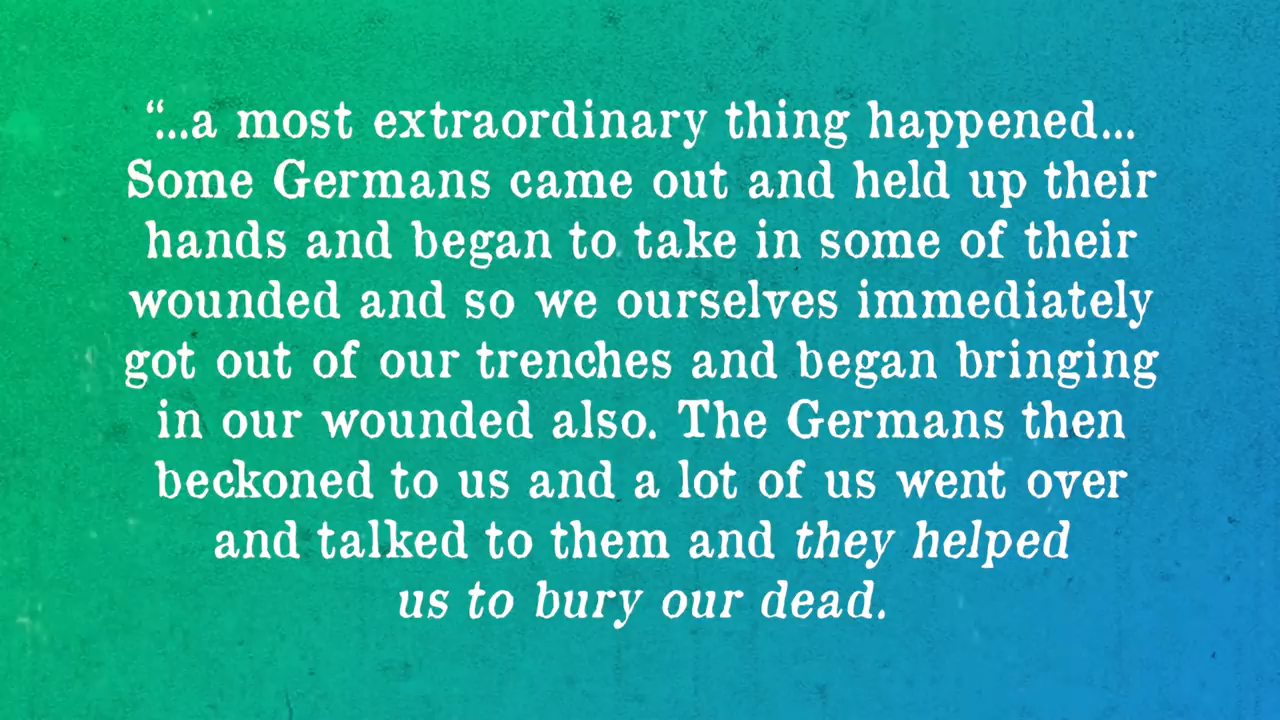 “...a most extraordinary thing happened...
Some Germans came out and held up their
hands and began to take in some of their
wounded and so we ourselves immediately
got out of our trenches and began bringing
in our wounded also. The Germans then
beckoned to us and a lot of us went over
and talked to them and they helped
us to bury our dead.